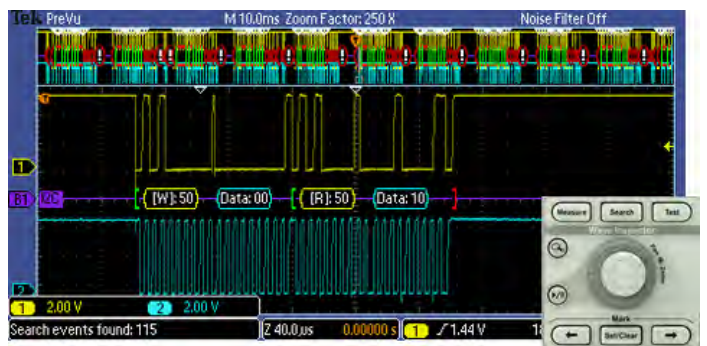 Tek PreVu M 10.0ms Zoom Factor: 250 X Noise Filter Off
1
B1 I2C [W]: 50 Data: 00 [R]: 50 Data: 10
2
1 2.00 V 2 2.00 V
Search events found: 115 Z 40.0µs 0.00000 s 1 1.44 V
Measure Search Test
Wave Inspector
Mark
← Set/Clear →